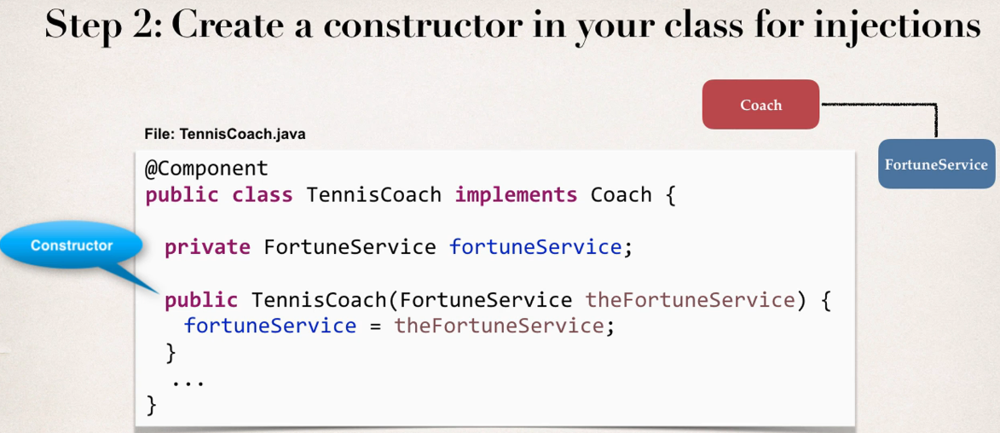 Step 2: Create a constructor in your class for injections
Coach
FortuneService
File: TennisCoach.java
@Component
public class TennisCoach implements Coach {
private FortuneService fortuneService;
Constructor
public TennisCoach(FortuneService theFortuneService) {
fortuneService = theFortuneService;
}
...
}